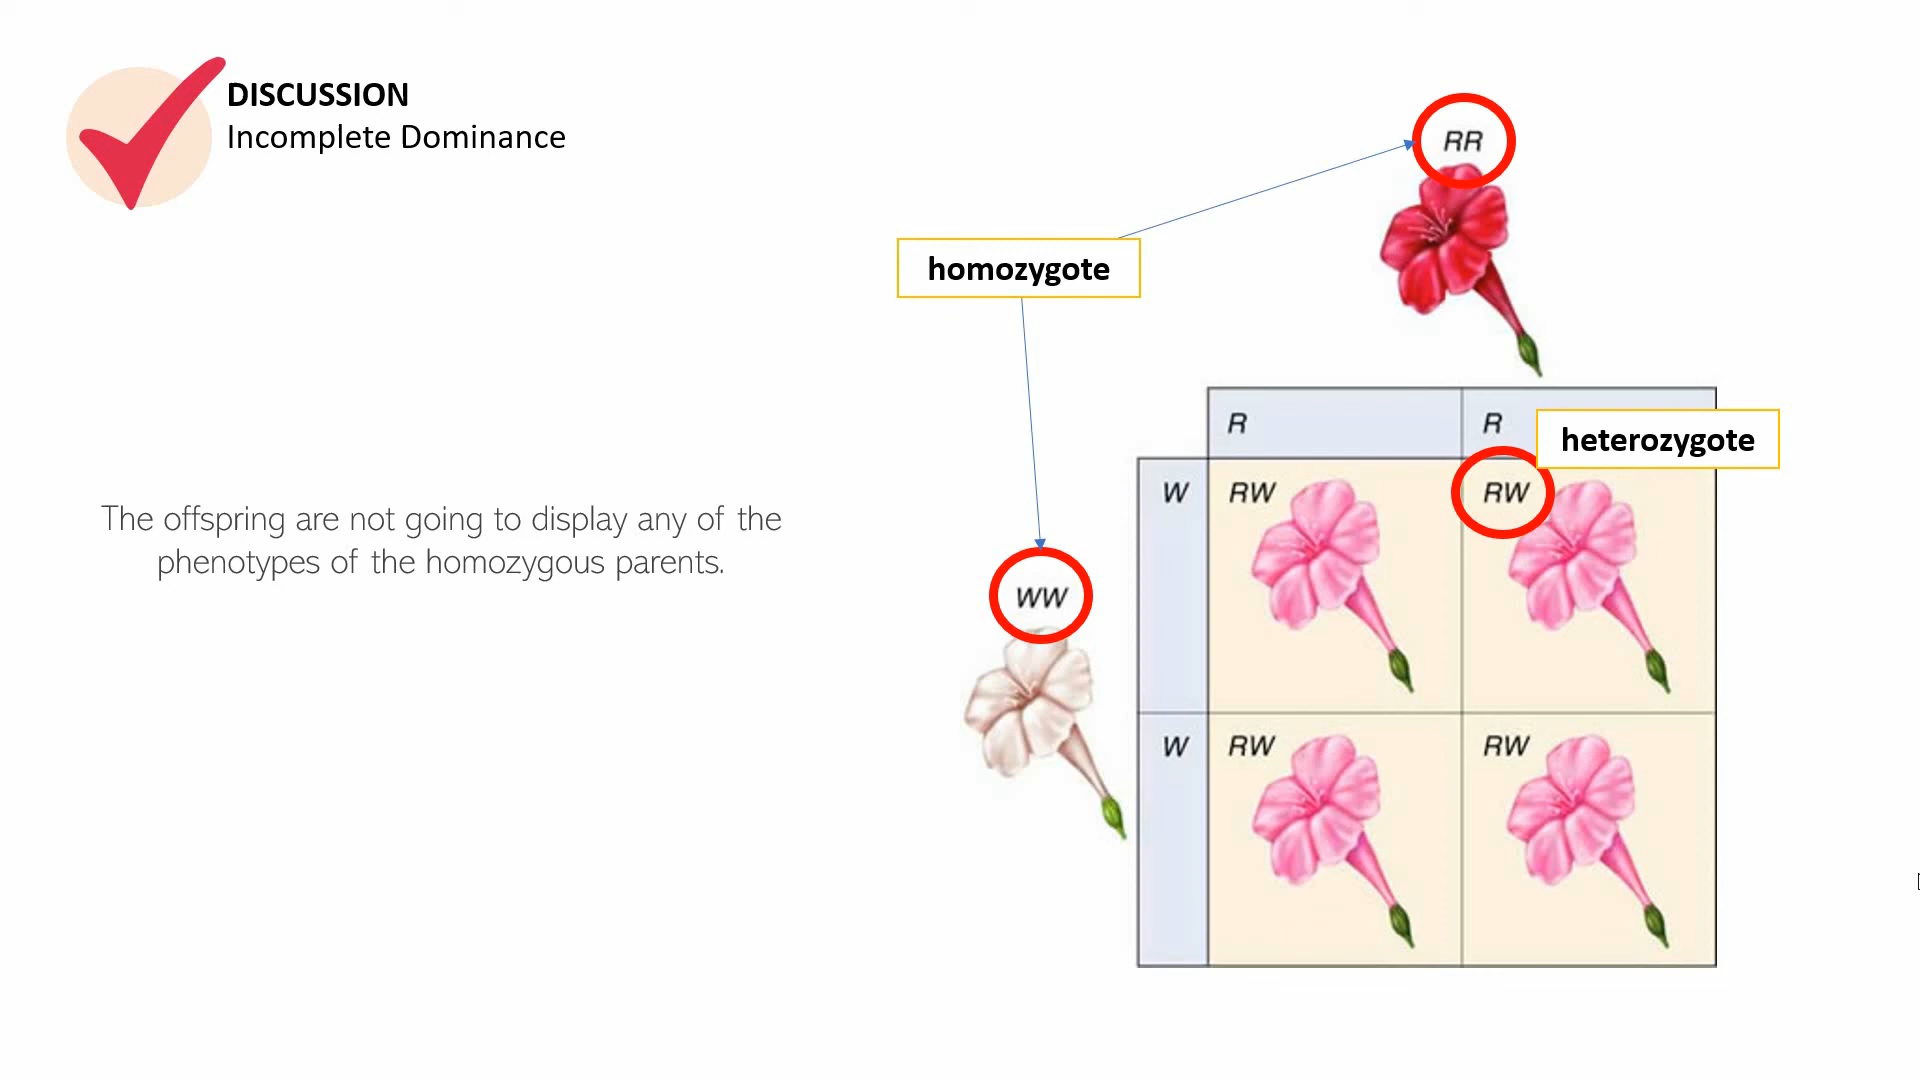 DISCUSSION
Incomplete Dominance
RR
homozygote
R R
heterozygote
W RW RW
The offspring are not going to display any of the
phenotypes of the homozygous parents.
WW
W RW RW